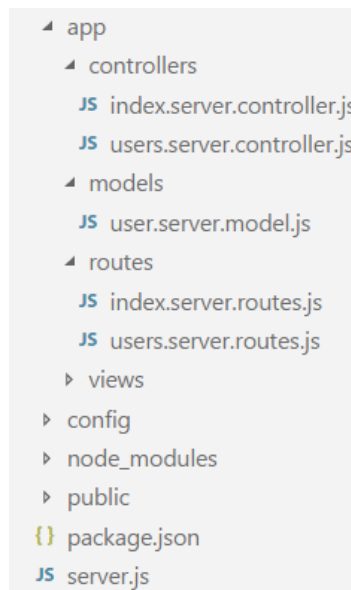 app
controllers
JS index.server.controller.js
JS users.server.controller.js
models
JS user.server.model.js
routes
JS index.server.routes.js
JS users.server.routes.js
views
config
node_modules
public
{} package.json
JS server.js